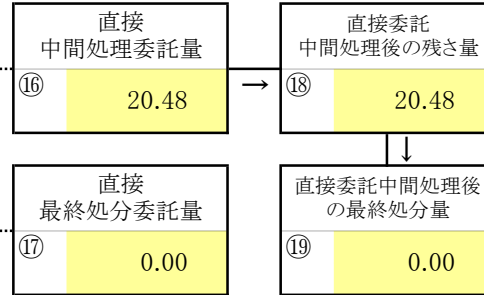 直接
中間処理委託量
⑯
20.48
→
直接委託
中間処理後の残さ量
⑱
20.48
↓
直接
最終処分委託量
⑰
0.00
直接委託中間処理後
の最終処分量
⑲
0.00